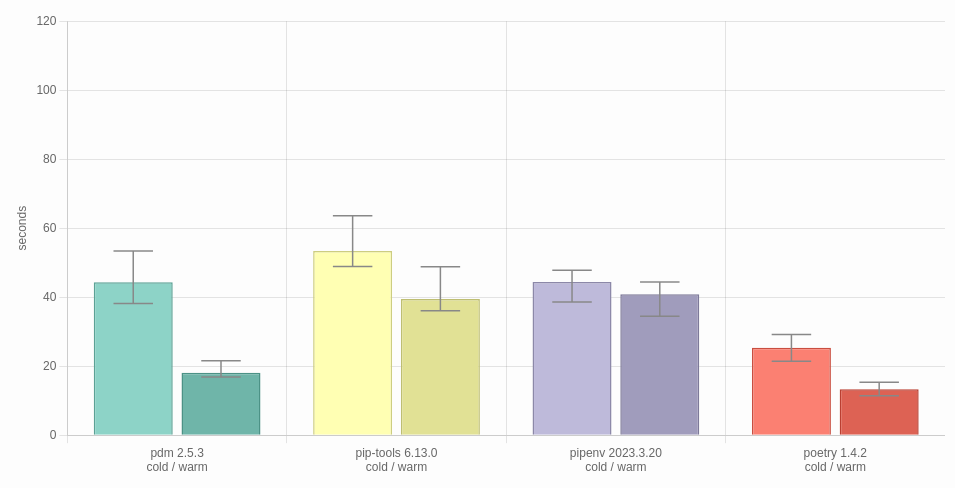 120
100
80
60
40
20
0
seconds
pdm 2.5.3
cold / warm
pip-tools 6.13.0
cold / warm
pipenv 2023.3.20
cold / warm
poetry 1.4.2
cold / warm